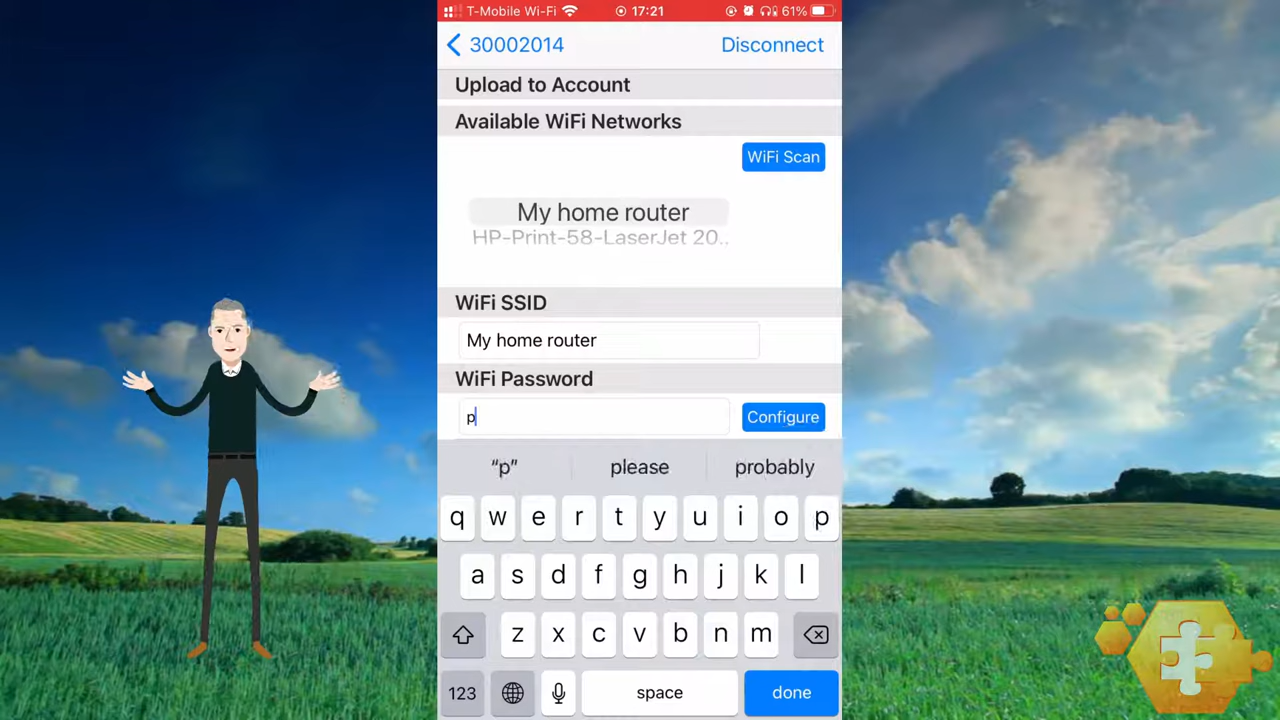 T-Mobile Wi-Fi 17:21 61%
30002014 Disconnect
Upload to Account
Available WiFi Networks
WiFi Scan
My home router
HP-Print-58-LaserJet 20..
WiFi SSID
My home router
WiFi Password
p Configure
“p” please probably
q w e r t y u i o p
a s d f g h j k l
z x c v b n m
123 space done